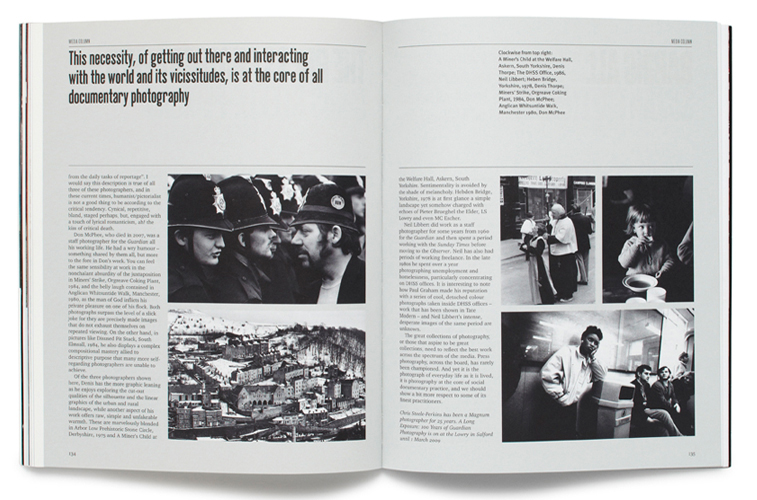 MEDIA COLUMN
This necessity, of getting out there and interacting
with the world and its vicissitudes, is at the core of all
documentary photography
from the daily tasks of reportage". I
would say this description is true of all
three of these photographers, and in
these current times, humanist/pictorialist
is not a good thing to be according to the
critical tendency. Cynical, repetitive,
bland, staged perhaps, but, engaged with
a touch of lyrical romanticism, uh! the
kiss of critical death.
Don McPhee, who died in 2007, was a
staff photographer for the Guardian all
his working life. He had a wry humour –
something shared by them all, but more
to the fore in Don's work. You can feel
the same sensibility at work in the
nonchalant absurdity of the juxtaposition
in Miners' Strike, Orgreave Coking Plant,
1984, and the belly laugh contained in
Anglican Whitsuntide Walk, Manchester,
1980, as the man of God inflicts his
private pleasure on one of his flock. Both
photographs surpass the level of a slick
joke for they are precisely made images
that do not exhaust themselves on
repeated viewing. On the other hand, in
pictures like Disused Pit Stack, South
Elmsall, 1985, he also displays a complex
compositional mastery allied to
descriptive purpose that many more self-
regarding photographers are unable to
achieve.
Of the three photographers shown
here, Denis has the more graphic leaning
as he enjoys exploring the cut-out
qualities of the silhouette and the linear
graphics of the urban and rural
landscape, while another aspect of his
work offers raw, simple and unfakeable
warmth. These are marvelously blended
in Arbor Low Prehistoric Stone Circle,
Derbyshire, 1975 and A Miner's Child at
134
MEDIA COLUMN
Clockwise from top right:
A Miner's Child at the Welfare Hall,
Askern, South Yorkshire, Denis
Thorpe; The DHSS Office, 1986,
Neil Libbert; Heben Bridge,
Yorkshire, 1978, Denis Thorpe;
Miners' Strike, Orgreave Coking
Plant, 1984, Don McPhee;
Anglican Whitsuntide Walk,
Manchester 1980, Don McPhee
the Welfare Hall, Askern, South
Yorkshire. Sentimentality is avoided by
the shade of melancholy. Hebden Bridge,
Yorkshire, 1978 is at first glance a simple
landscape yet somehow charged with
echoes of Pieter Brueghel the Elder, LS
Lowry and even MC Escher.
Neil Libbert did work as a staff
photographer for some years from 1960
for the Guardian and then spent a period
working with the Sunday Times before
moving to the Observer. Neil has also had
periods of working freelance. In the late
1980s he spent over a year
photographing unemployment and
homelessness, particularly concentrating
on DHSS offices. It is interesting to note
how Paul Graham made his reputation
with a series of cool, drenched colour
photographs taken inside DHSS offices –
work that has been shown in Tate
Modern – and Neil Libbert's intense,
desperate images of the same period are
unknown.
The great collections of photography,
or those that aspire to be great
collections, need to reflect the best work
across the spectrum of the media. Press
photography, across the board, has rarely
been championed. And yet it is the
photograph of everyday life as it is lived,
it is photography at the core of social
documentary practice, and we should
show a bit more respect to some of its
finest practitioners.
Chris Steele-Perkins has been a Magnum
photographer for 25 years. A Long
Exposure: 100 Years of Guardian
Photography is on at the Lowry in Salford
until 1 March 2009
135